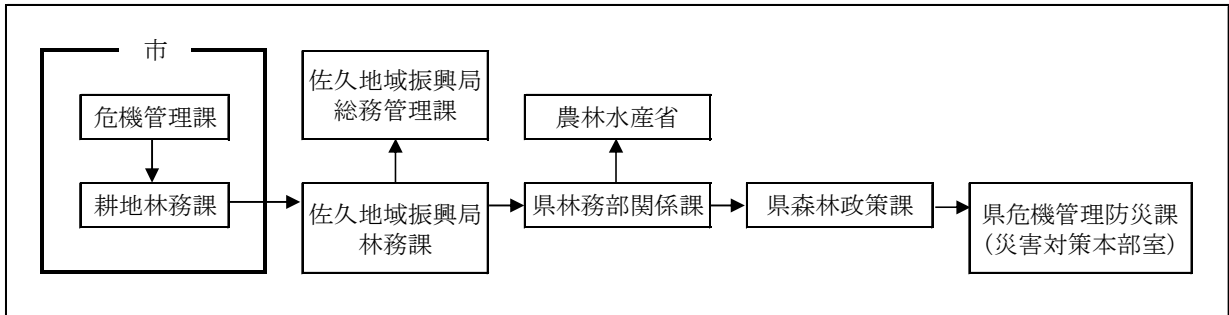 市
危機管理課
耕地林務課
佐久地域振興局
総務管理課
佐久地域振興局
林務課
農林水産省
県林務部関係課
県森林政策課
県危機管理防災課
(災害対策本部室)